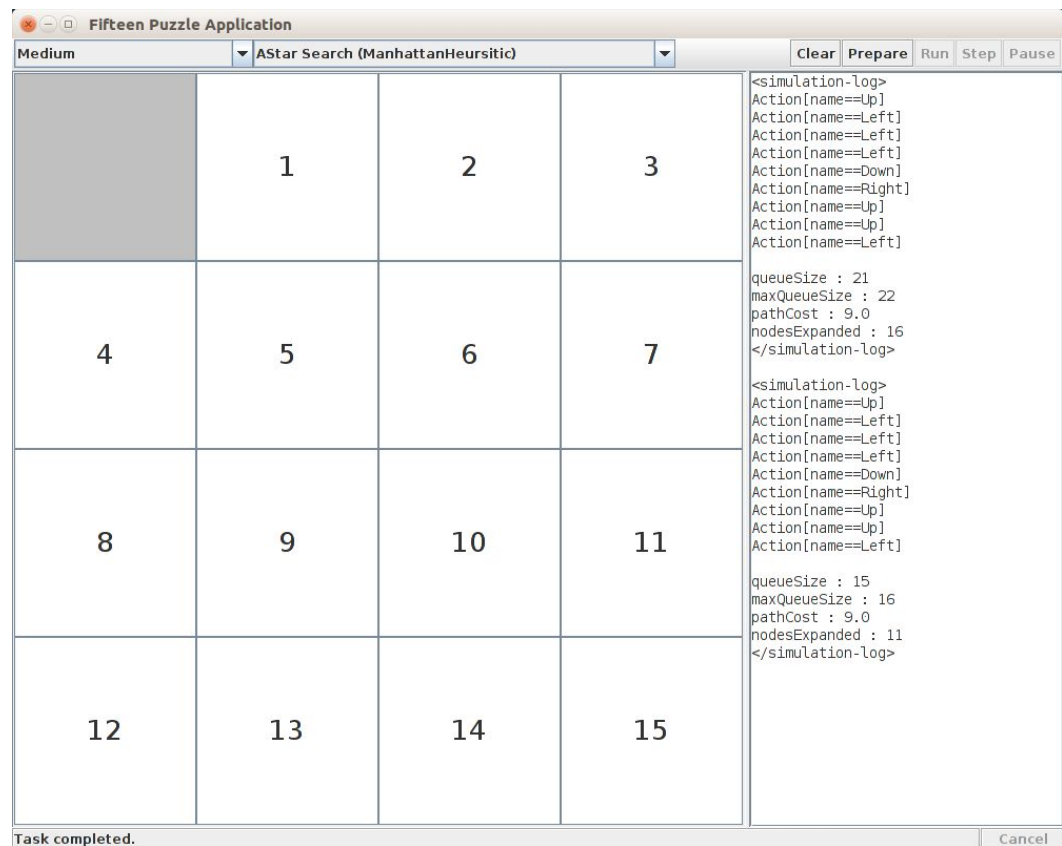 Fifteen Puzzle Application
Medium AStar Search (ManhattanHeursitic) Clear Prepare Run Step Pause
1 2 3
4 5 6 7
8 9 10 11
12 13 14 15
<simulation-log>
Action[name==Up]
Action[name==Left]
Action[name==Left]
Action[name==Left]
Action[name==Down]
Action[name==Right]
Action[name==Up]
Action[name==Up]
Action[name==Left]
queueSize : 21
maxQueueSize : 22
pathCost : 9.0
nodesExpanded : 16
</simulation-log>
<simulation-log>
Action[name==Up]
Action[name==Left]
Action[name==Left]
Action[name==Left]
Action[name==Down]
Action[name==Right]
Action[name==Up]
Action[name==Up]
Action[name==Left]
queueSize : 15
maxQueueSize : 16
pathCost : 9.0
nodesExpanded : 11
</simulation-log>
Task completed. Cancel